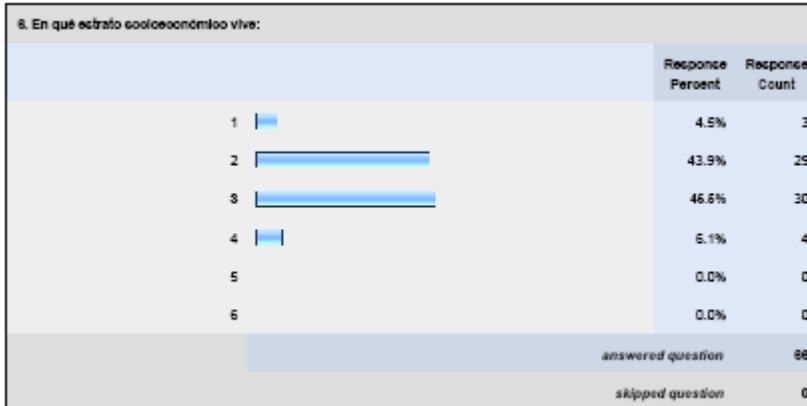 6. En qué estrato socioeconómico vive:
Response Percent
Response Count
1 4.5% 3
2 43.9% 29
3 45.5% 30
4 6.1% 4
5 0.0% 0
6 0.0% 0
answered question 66
skipped question 0